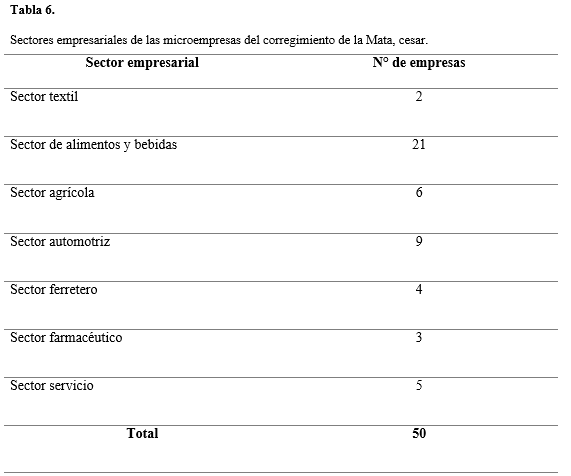 Tabla 6.
Sectores empresariales de las microempresas del corregimiento de la Mata, cesar.
Sector empresarial N° de empresas
Sector textil 2
Sector de alimentos y bebidas 21
Sector agrícola 6
Sector automotriz 9
Sector ferretero 4
Sector farmacéutico 3
Sector servicio 5
Total 50